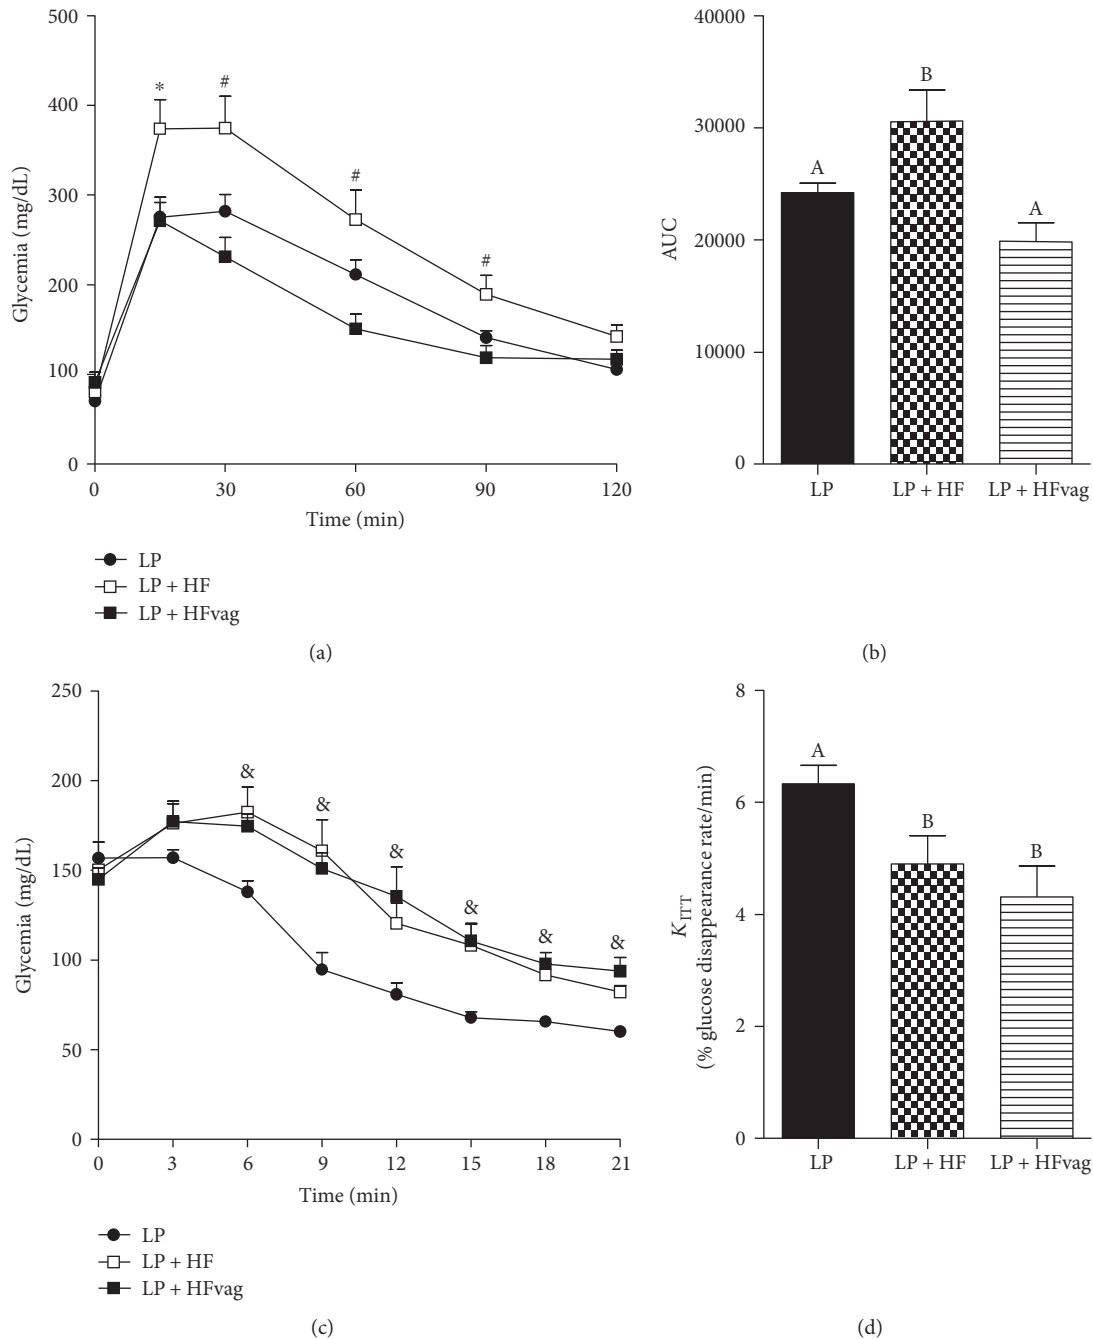 500
400
300
200
100
0
Glycemia (mg/dL)
*
#
#
#
0 30 60 90 120
Time (min)
LP
LP + HF
LP + HFvag
(a)
40000
30000
20000
10000
0
AUC
A
B
A
LP LP + HF LP + HFvag
(b)
250
200
150
100
50
0
Glycemia (mg/dL)
& & & & & &
0 3 6 9 12 15 18 21
Time (min)
LP
LP + HF
LP + HFvag
(c)
8
6
4
2
0
K_ITT
(% glucose disappearance rate/min)
A
B
B
LP LP + HF LP + HFvag
(d)